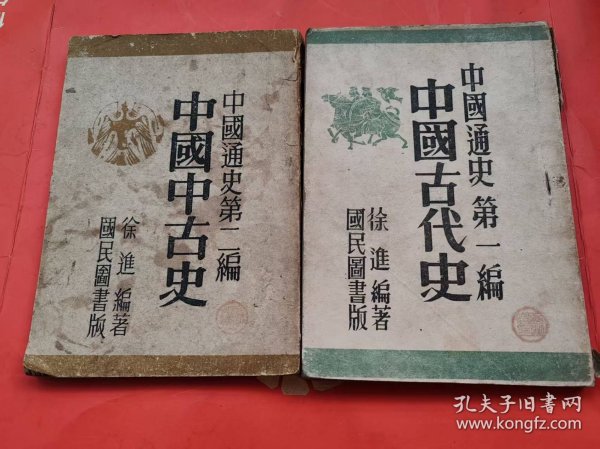 中國通史第二編
中國中古史
徐進編著
國民圖書版
中國通史第一編
中國古代史
徐進編著
國民圖書版
孔夫子旧书网
www.kongfz.com